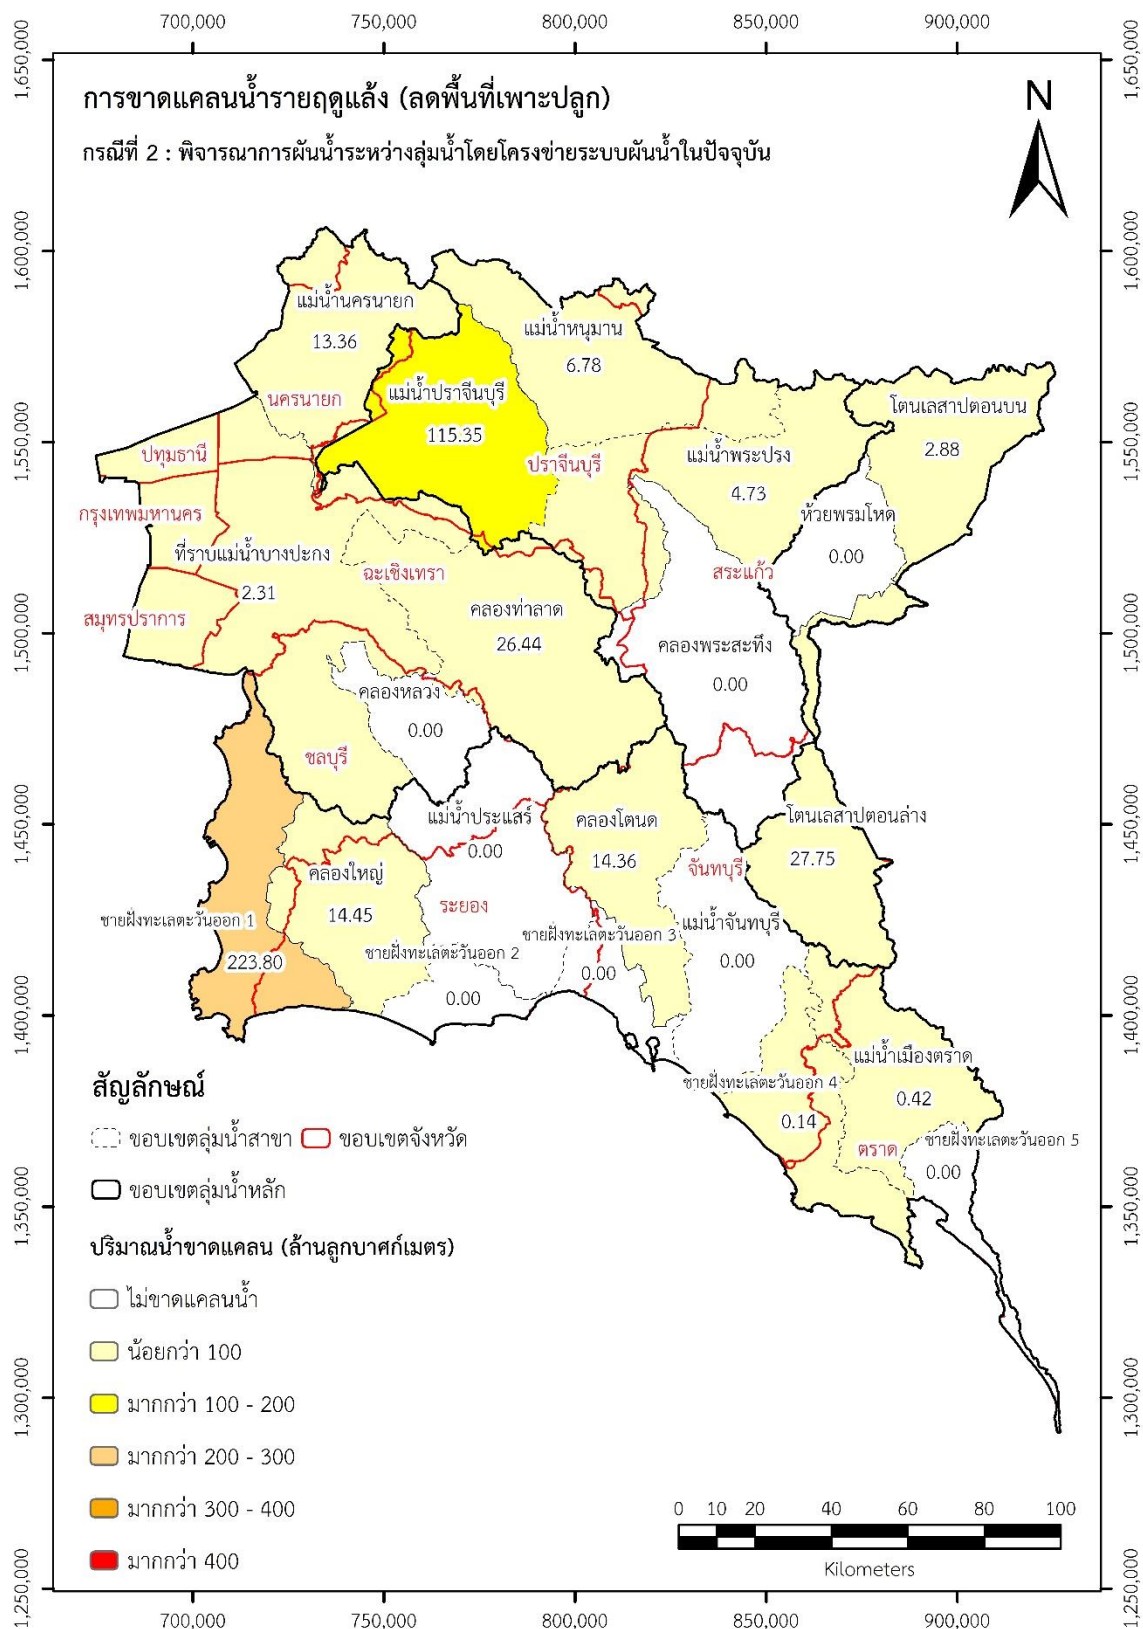 700,000 750,000 800,000 850,000 900,000
1,650,000 1,650,000
การขาดแคลนน้ำรายฤดูแล้ง (ลดพื้นที่เพาะปลูก)
N
กรณีที่ 2 : พิจารณาการผันน้ำระหว่างลุ่มน้ำโดยโครงข่ายระบบผันน้ำในปัจจุบัน
1,600,000 1,600,000
แม่น้ำนครนายก
13.36
แม่น้ำหนุมาน
6.78
นครนายก
แม่น้ำปราจีนบุรี
115.35
โตนเลสาปตอนบน
2.88
1,550,000 1,550,000
ปทุมธานี
ปราจีนบุรี
แม่น้ำพระปรง
4.73
กรุงเทพมหานคร
ห้วยพรมโหด
0.00
ที่ราบแม่น้ำบางปะกง
2.31
ฉะเชิงเทรา
สระแก้ว
สมุทรปราการ
คลองท่าลาด
26.44
1,500,000 1,500,000
คลองพระสะทึง
0.00
คลองหลวง
0.00
ชลบุรี
แม่น้ำประแสร์
0.00
คลองโตนด
14.36
โตนเลสาปตอนล่าง
27.75
1,450,000 1,450,000
คลองใหญ่
14.45
จันทบุรี
ระยอง
ชายฝั่งทะเลตะวันออก 1
223.80
แม่น้ำจันทบุรี
0.00
ชายฝั่งทะเลตะวันออก 3
0.00
ชายฝั่งทะเลตะวันออก 2
0.00
1,400,000 1,400,000
แม่น้ำเมืองตราด
0.42
ชายฝั่งทะเลตะวันออก 4
0.14
ตราด
ชายฝั่งทะเลตะวันออก 5
0.00
สัญลักษณ์
ขอบเขตลุ่มน้ำสาขา ขอบเขตจังหวัด
ขอบเขตลุ่มน้ำหลัก
1,350,000 1,350,000
ปริมาณน้ำขาดแคลน (ล้านลูกบาศก์เมตร)
ไม่ขาดแคลนน้ำ
น้อยกว่า 100
1,300,000 1,300,000
มากกว่า 100 - 200
มากกว่า 200 - 300
มากกว่า 300 - 400
มากกว่า 400
0 10 20 40 60 80 100
Kilometers
1,250,000 1,250,000
700,000 750,000 800,000 850,000 900,000